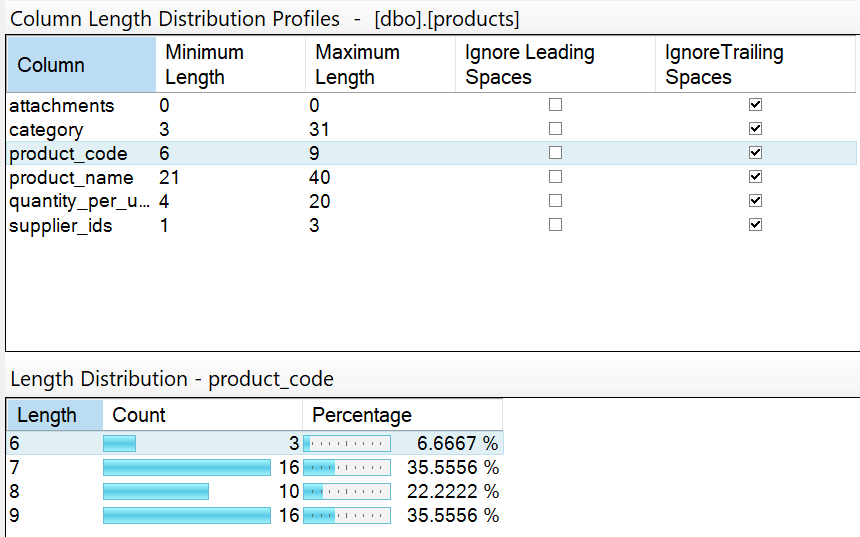 Column Length Distribution Profiles - [dbo].[products]
Column Minimum Length Maximum Length Ignore Leading Spaces IgnoreTrailing Spaces
attachments 0 0
category 3 31
product_code 6 9
product_name 21 40
quantity_per_u... 4 20
supplier_ids 1 3
Length Distribution - product_code
Length Count Percentage
6 3 6.6667 %
7 16 35.5556 %
8 10 22.2222 %
9 16 35.5556 %